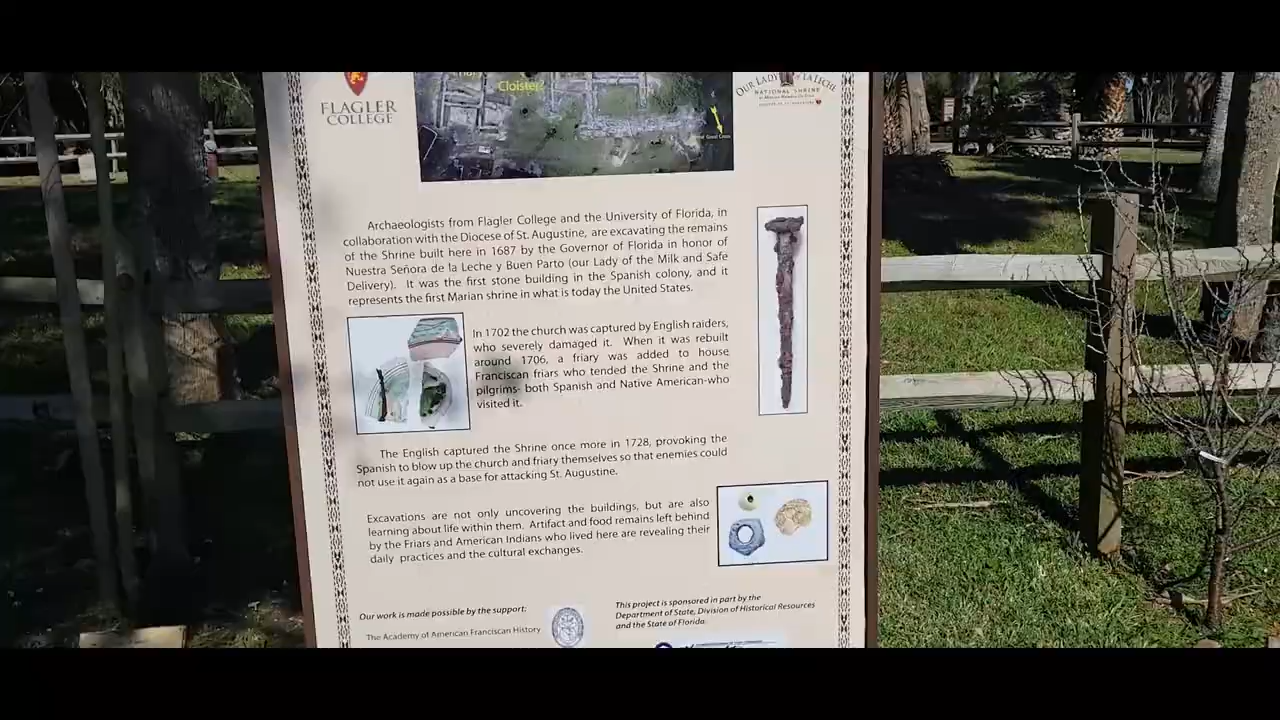 Cloister?
FLAGLER
COLLEGE
OUR LADY of LA LECHE
NATIONAL SHRINE
Archaeologists from Flagler College and the University of Florida, in
collaboration with the Diocese of St. Augustine, are excavating the remains
of the Shrine built here in 1687 by the Governor of Florida in honor of
Nuestra Señora de la Leche y Buen Parto (our Lady of the Milk and Safe
Delivery). It was the first stone building in the Spanish colony, and it
represents the first Marian shrine in what is today the United States.
In 1702 the church was captured by English raiders,
who severely damaged it. When it was rebuilt
around 1706, a friary was added to house
Franciscan friars who tended the Shrine and the
pilgrims- both Spanish and Native American-who
visited it.
The English captured the Shrine once more in 1728, provoking the
Spanish to blow up the church and friary themselves so that enemies could
not use it again as a base for attacking St. Augustine.
Excavations are not only uncovering the buildings, but are also
learning about life within them. Artifact and food remains left behind
by the Friars and American Indians who lived here are revealing their
daily practices and the cultural exchanges.
Our work is made possible by the support:
The Academy of American Franciscan History
This project is sponsored in part by the
Department of State, Division of Historical Resources
and the State of Florida.